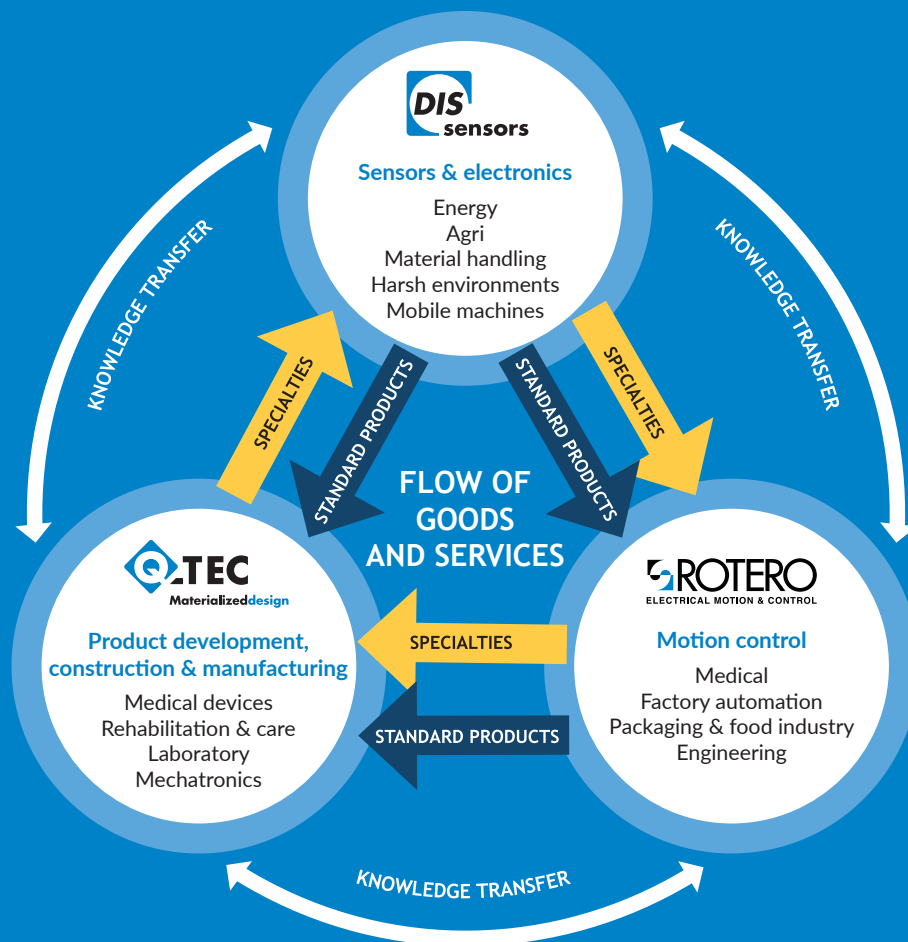 DIS
sensors
Sensors & electronics
Energy
Agri
Material handling
Harsh environments
Mobile machines
KNOWLEDGE TRANSFER
KNOWLEDGE TRANSFER
SPECIALTIES
STANDARD PRODUCTS
STANDARD PRODUCTS
SPECIALTIES
FLOW OF
GOODS
AND SERVICES
Q-TEC
Materializeddesign
Product development,
construction & manufacturing
Medical devices
Rehabilitation & care
Laboratory
Mechatronics
SPECIALTIES
STANDARD PRODUCTS
ROTERO
ELECTRICAL MOTION & CONTROL
Motion control
Medical
Factory automation
Packaging & food industry
Engineering
KNOWLEDGE TRANSFER